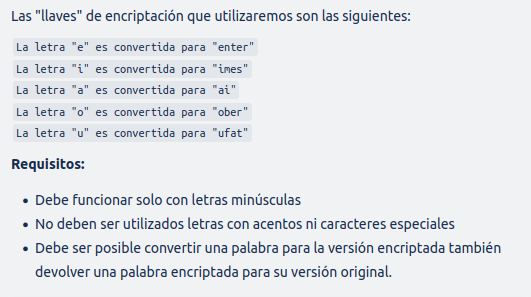 Las "llaves" de encriptación que utilizaremos son las siguientes:
La letra "e" es convertida para "enter"
La letra "i" es convertida para "imes"
La letra "a" es convertida para "ai"
La letra "o" es convertida para "ober"
La letra "u" es convertida para "ufat"
Requisitos:
• Debe funcionar solo con letras minúsculas
• No deben ser utilizados letras con acentos ni caracteres especiales
• Debe ser posible convertir una palabra para la versión encriptada también
devolver una palabra encriptada para su versión original.